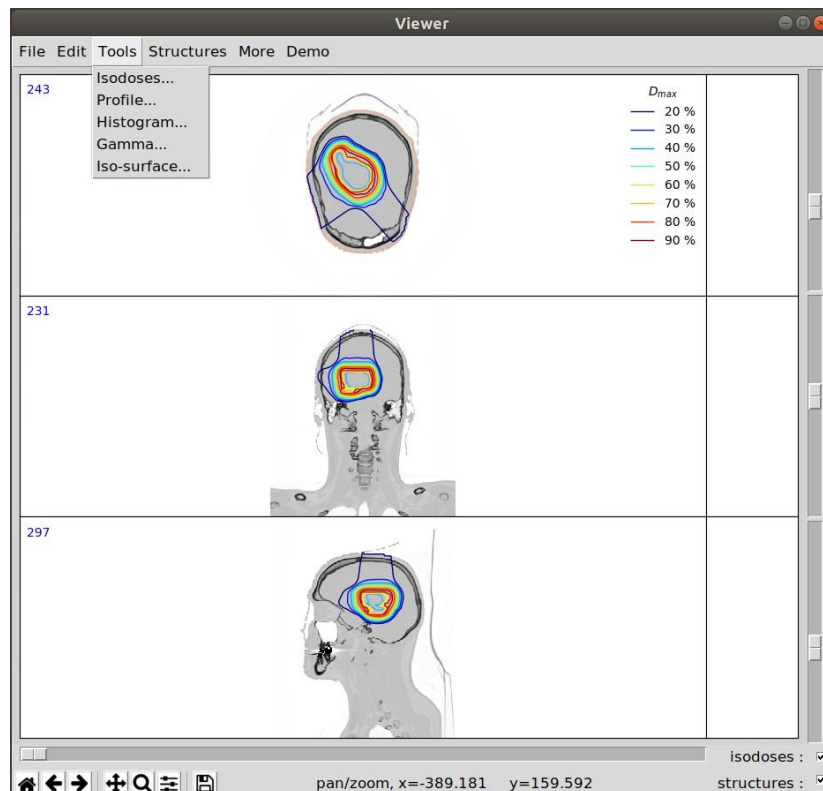 Viewer
File Edit Tools Structures More Demo
Isodoses...
Profile...
Histogram...
Gamma...
Iso-surface...
243
D_max
20 %
30 %
40 %
50 %
60 %
70 %
80 %
90 %
231
297
isodoses :
pan/zoom, x=-389.181 y=159.592
structures :